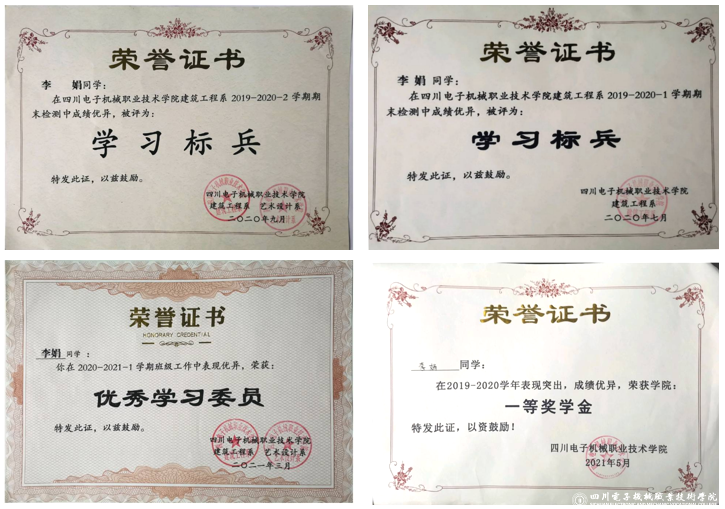 荣誉证书
李 娟同学：
在四川电子机械职业技术学院建筑工程系 2019-2020-2 学期期
末检测中成绩优异，被评为：
学习标兵
特发此证，以兹鼓励。
四川电子机械职业技术学院
建筑工程系 艺术设计系
二〇二〇年九月
荣誉证书
李 娟 同学：
在四川电子机械职业技术学院建筑工程系 2019-2020-1 学期期
末检测中成绩优异，被评为：
学习标兵
特发此证，以兹鼓励。
四川电子机械职业技术学院
建筑工程系
二〇二〇年七月
荣誉证书
HONORARY CREDENTIAL
李娟 同学 ：
你在 2020-2021-1 学期班级工作中表现优异，荣获：
优秀学习委员
特发此证，以兹鼓励。
四川电子机械职业技术学院
建筑工程系 艺术设计系
二〇二一年三月
荣誉证书
李娟 同学：
在2019-2020学年表现突出，成绩优异，荣获学院：
一等奖学金
特发此证，以资鼓励！
四川电子机械职业技术学院
2021年5月
四川电子机械職業技術學院